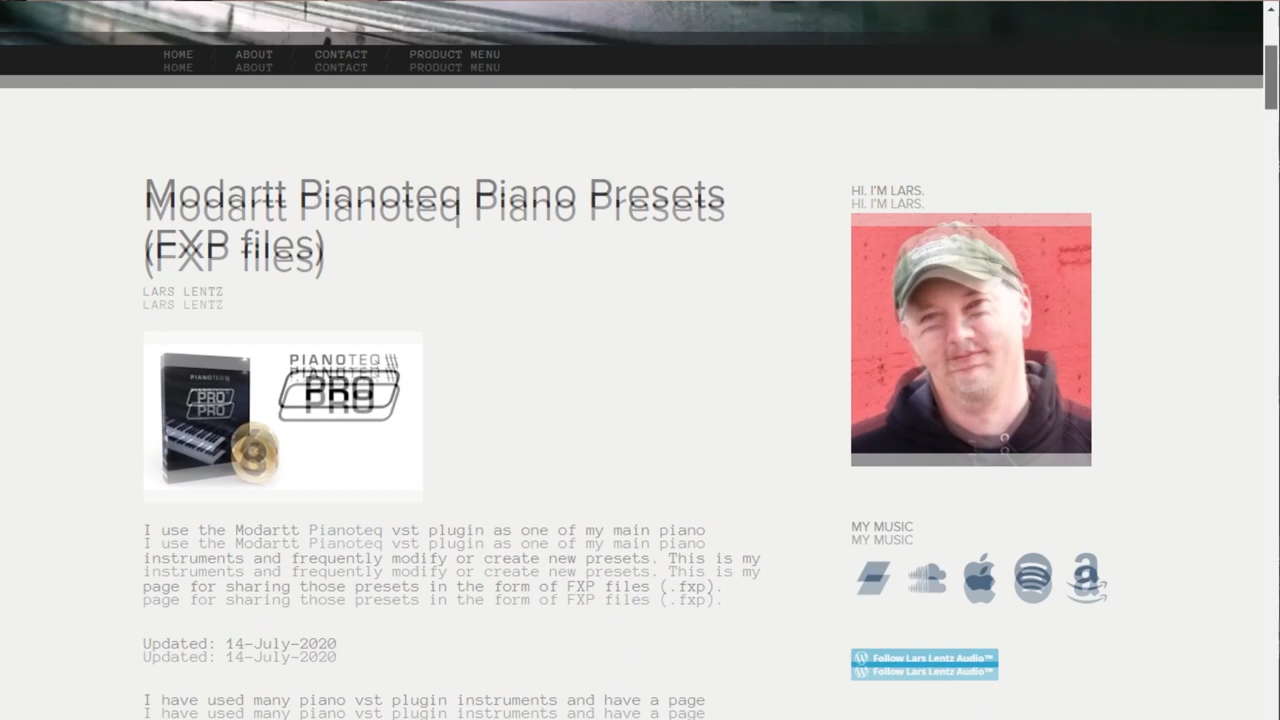 HOME / ABOUT / CONTACT / PRODUCT MENU
Modartt Pianoteq Piano Presets
(FXP files)
LARS LENTZ
PIANOTEQ
PRO
PIANOTEQ
PRO
8
I use the Modartt Pianoteq vst plugin as one of my main piano
instruments and frequently modify or create new presets. This is my
page for sharing those presets in the form of FXP files (.fxp).
Updated: 14-July-2020
I have used many piano vst plugin instruments and have a page
HI. I'M LARS.
MY MUSIC
Follow Lars Lentz Audio™